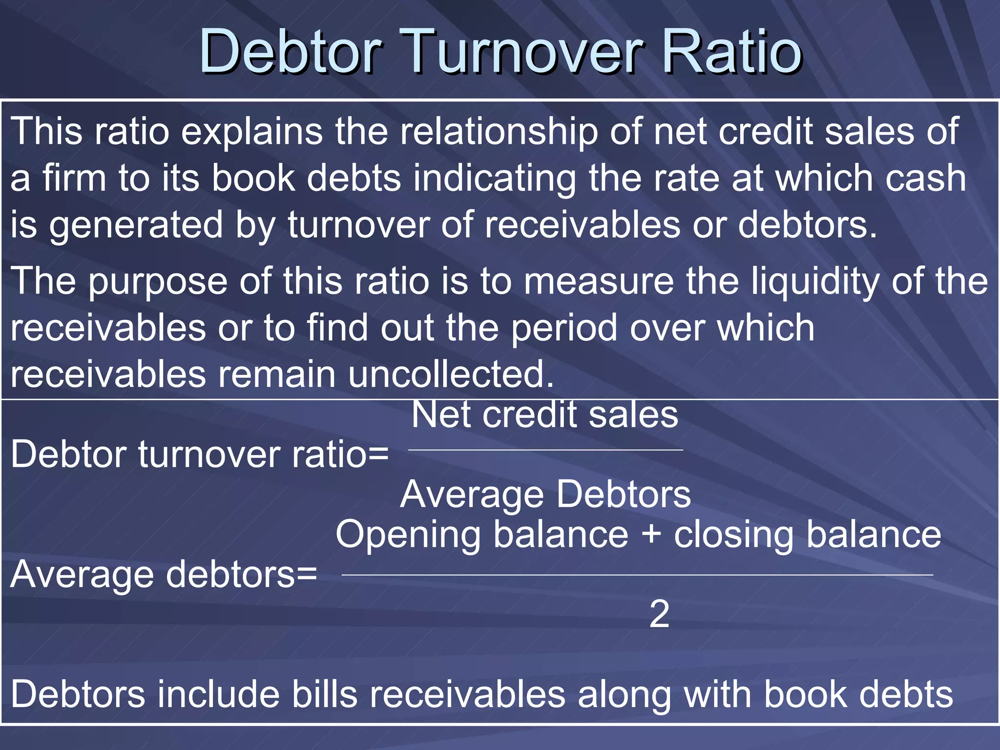 Debtor Turnover Ratio
This ratio explains the relationship of net credit sales of
a firm to its book debts indicating the rate at which cash
is generated by turnover of receivables or debtors.
The purpose of this ratio is to measure the liquidity of the
receivables or to find out the period over which
receivables remain uncollected.
Net credit sales
Debtor turnover ratio=
Average Debtors
Opening balance + closing balance
Average debtors=
2
Debtors include bills receivables along with book debts